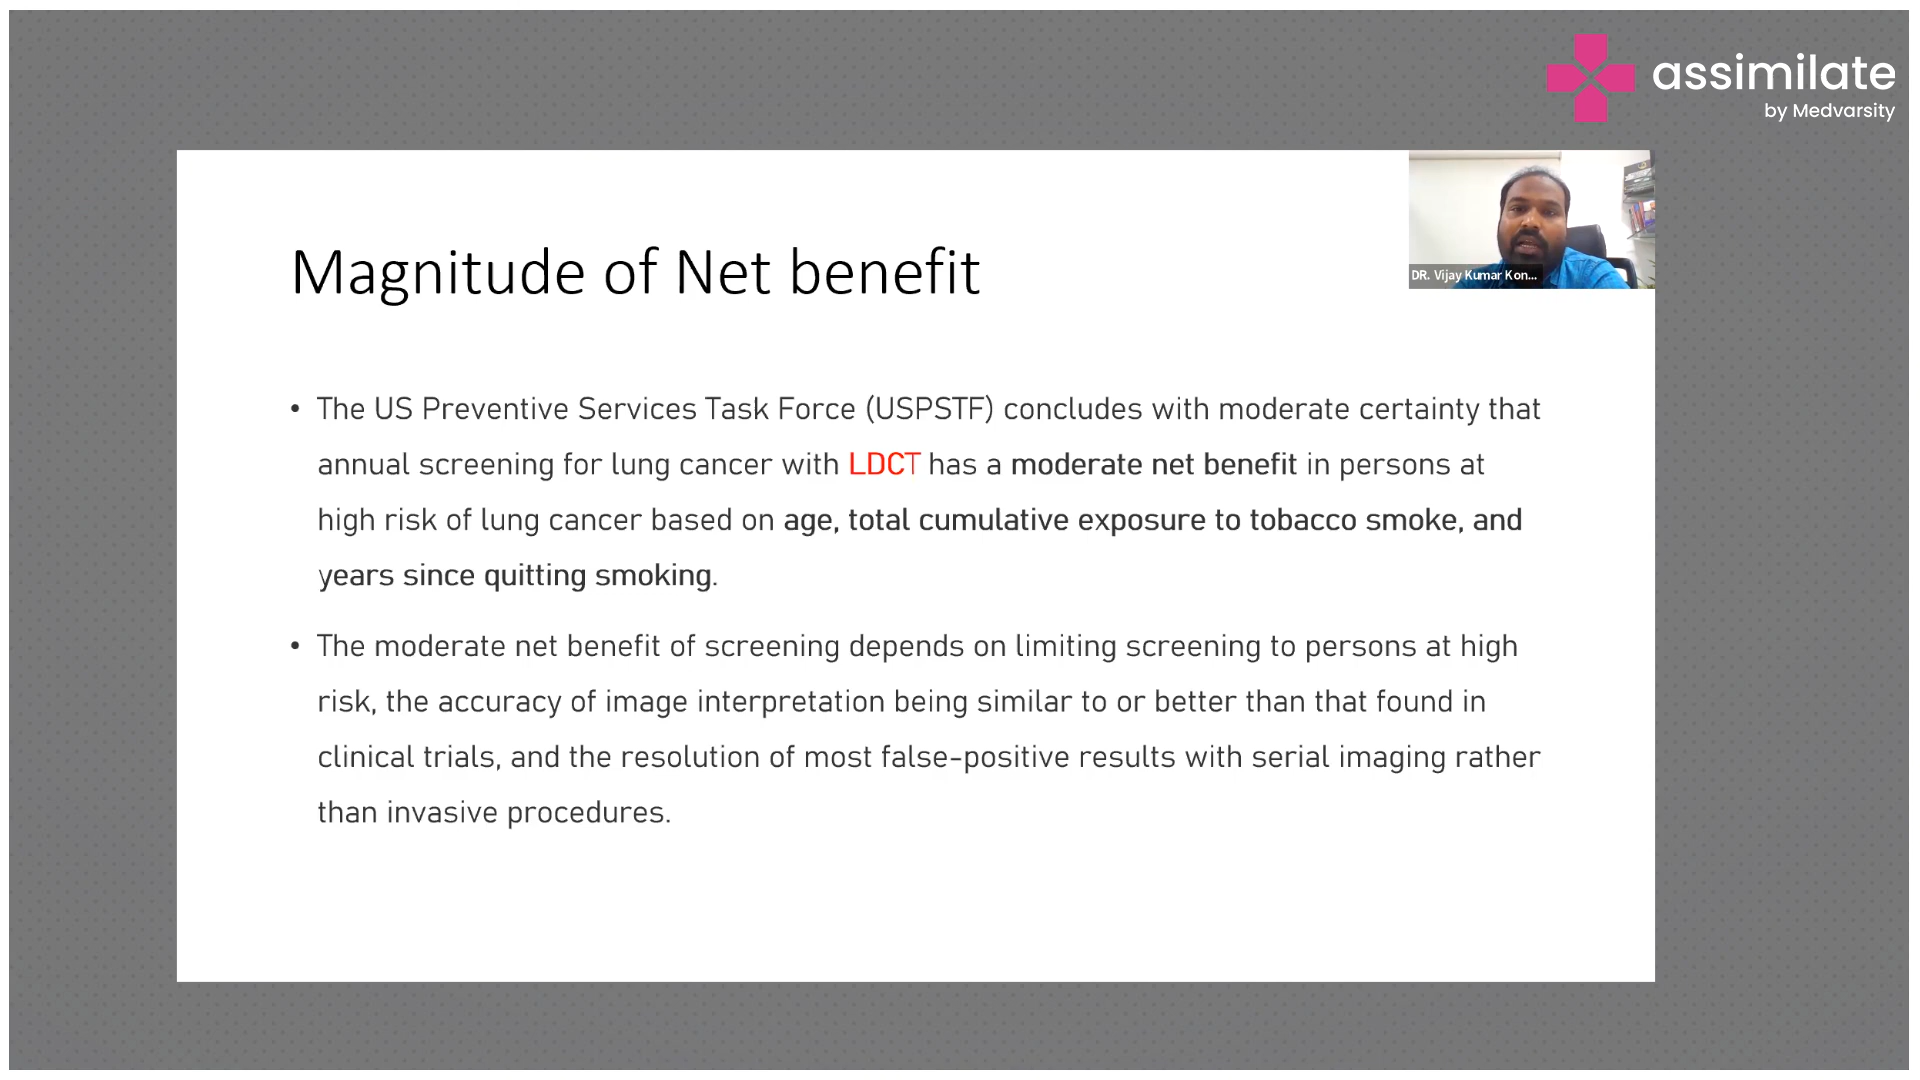 assimilate
by Medvarsity
DR. Vijay Kumar Kon...
Magnitude of Net benefit
• The US Preventive Services Task Force (USPSTF) concludes with moderate certainty that
annual screening for lung cancer with LDCT has a moderate net benefit in persons at
high risk of lung cancer based on age, total cumulative exposure to tobacco smoke, and
years since quitting smoking.
• The moderate net benefit of screening depends on limiting screening to persons at high
risk, the accuracy of image interpretation being similar to or better than that found in
clinical trials, and the resolution of most false-positive results with serial imaging rather
than invasive procedures.